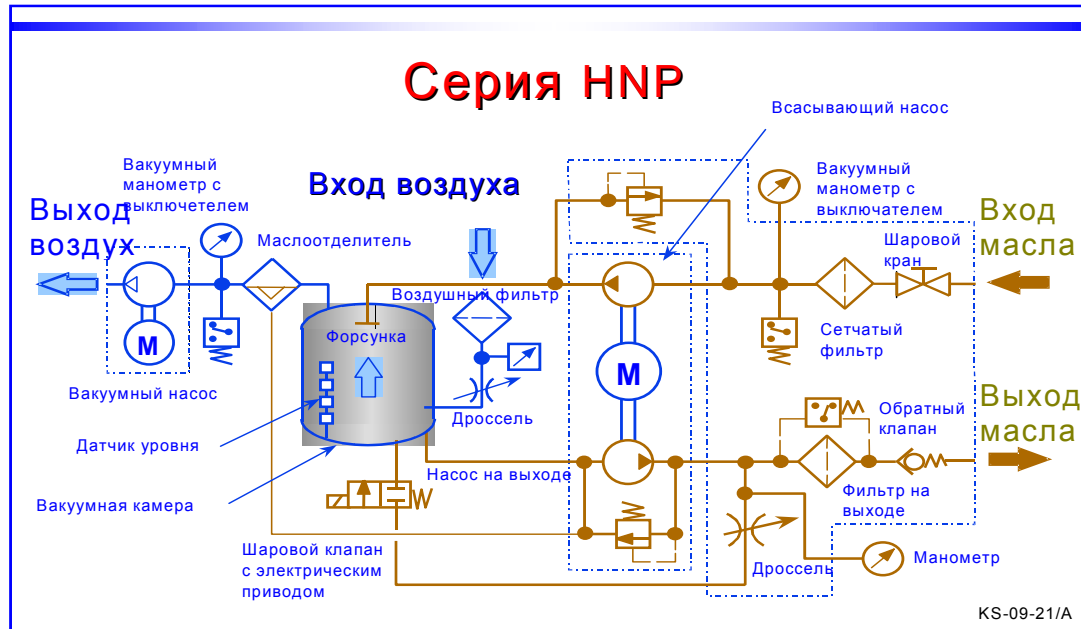 Серия HNP
Всасывающий насос
Вакуумный
манометр с
выключетелем
Вход воздуха
Вакуумный
манометр с
выключателем
Выход
воздух
Вход
масла
Маслоотделитель
Шаровой
кран
Воздушный фильтр
Форсунка
Сетчатый
фильтр
M
M
Вакуумный насос
Дроссель
Обратный
клапан
Выход
масла
Датчик уровня
Насос на выходе
Фильтр на
выходе
Вакуумная камера
Шаровой клапан
с электрическим
приводом
Дроссель
Манометр
KS-09-21/A